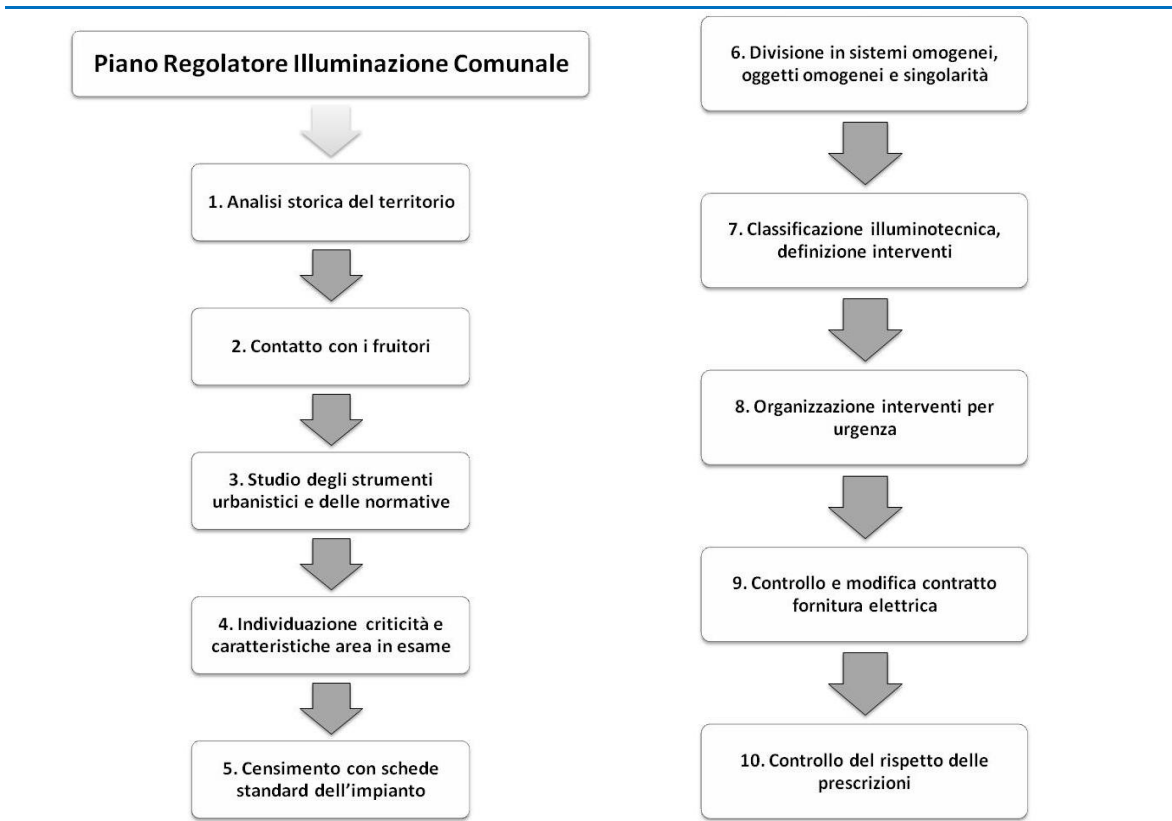 Piano Regolatore Illuminazione Comunale
1. Analisi storica del territorio
2. Contatto con i fruitori
3. Studio degli strumenti
urbanistici e delle normative
4. Individuazione criticità e
caratteristiche area in esame
5. Censimento con schede
standard dell'impianto
6. Divisione in sistemi omogenei,
oggetti omogenei e singolarità
7. Classificazione illuminotecnica,
definizione interventi
8. Organizzazione interventi per
urgenza
9. Controllo e modifica contratto
fornitura elettrica
10. Controllo del rispetto delle
prescrizioni